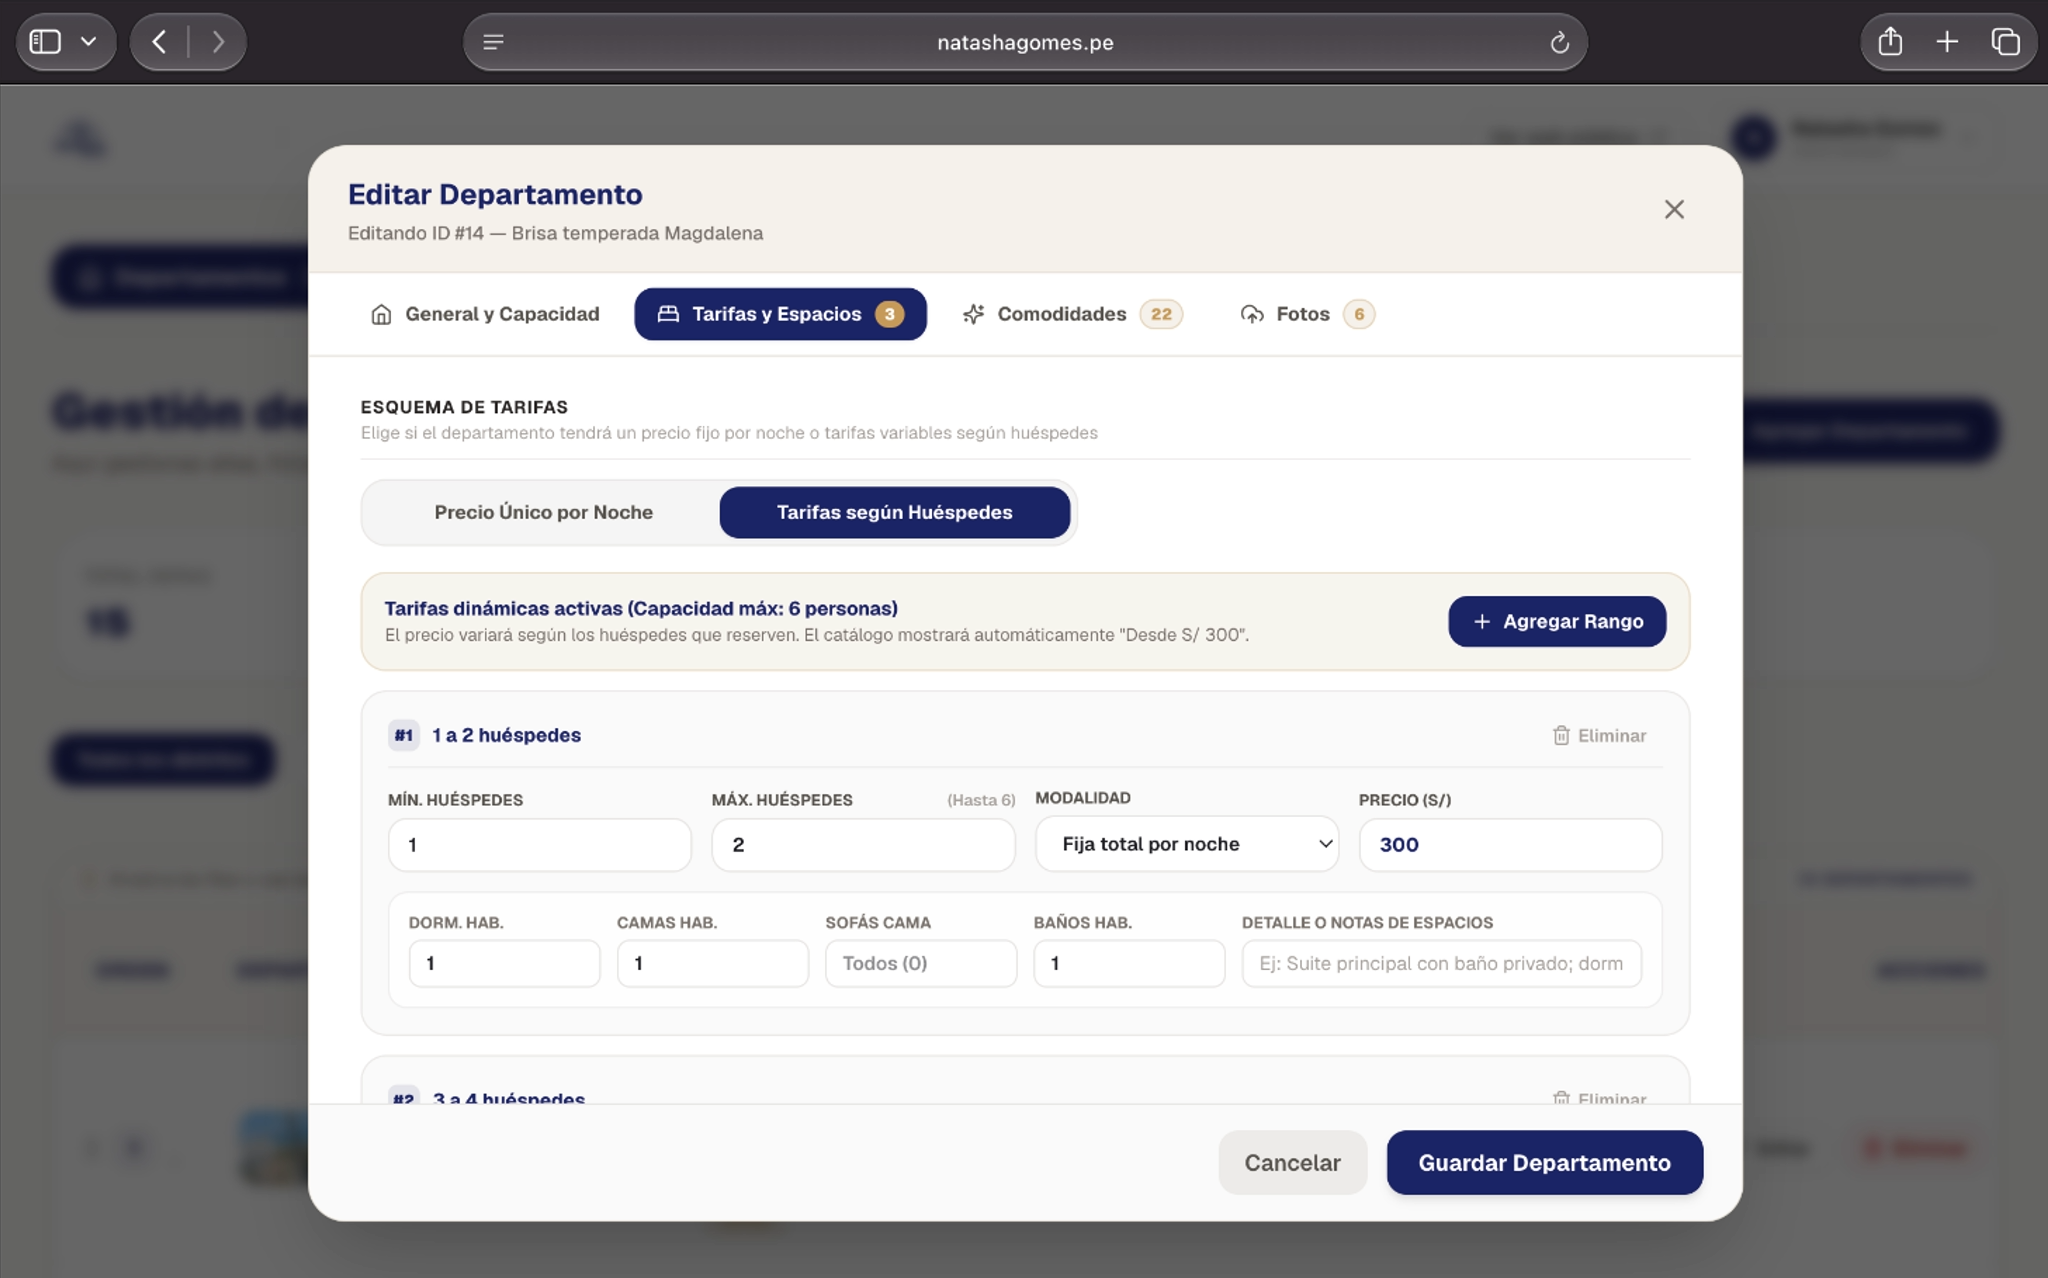 natashagomes.pe
Editar Departamento
Editando ID #14 — Brisa temperada Magdalena
General y Capacidad
Tarifas y Espacios 3
Comodidades 22
Fotos 6
ESQUEMA DE TARIFAS
Elige si el departamento tendrá un precio fijo por noche o tarifas variables según huéspedes
Precio Único por Noche
Tarifas según Huéspedes
Tarifas dinámicas activas (Capacidad máx: 6 personas)
El precio variará según los huéspedes que reserven. El catálogo mostrará automáticamente "Desde S/ 300".
+ Agregar Rango
#1 1 a 2 huéspedes
Eliminar
MÍN. HUÉSPEDES
MÁX. HUÉSPEDES (Hasta 6)
MODALIDAD
PRECIO (S/)
1
2
Fija total por noche
300
DORM. HAB.
CAMAS HAB.
SOFÁS CAMA
BAÑOS HAB.
DETALLE O NOTAS DE ESPACIOS
1
1
Todos (0)
1
Ej: Suite principal con baño privado; dorm
#2 3 a 4 huéspedes
Eliminar
Cancelar
Guardar Departamento
Gestión de
15